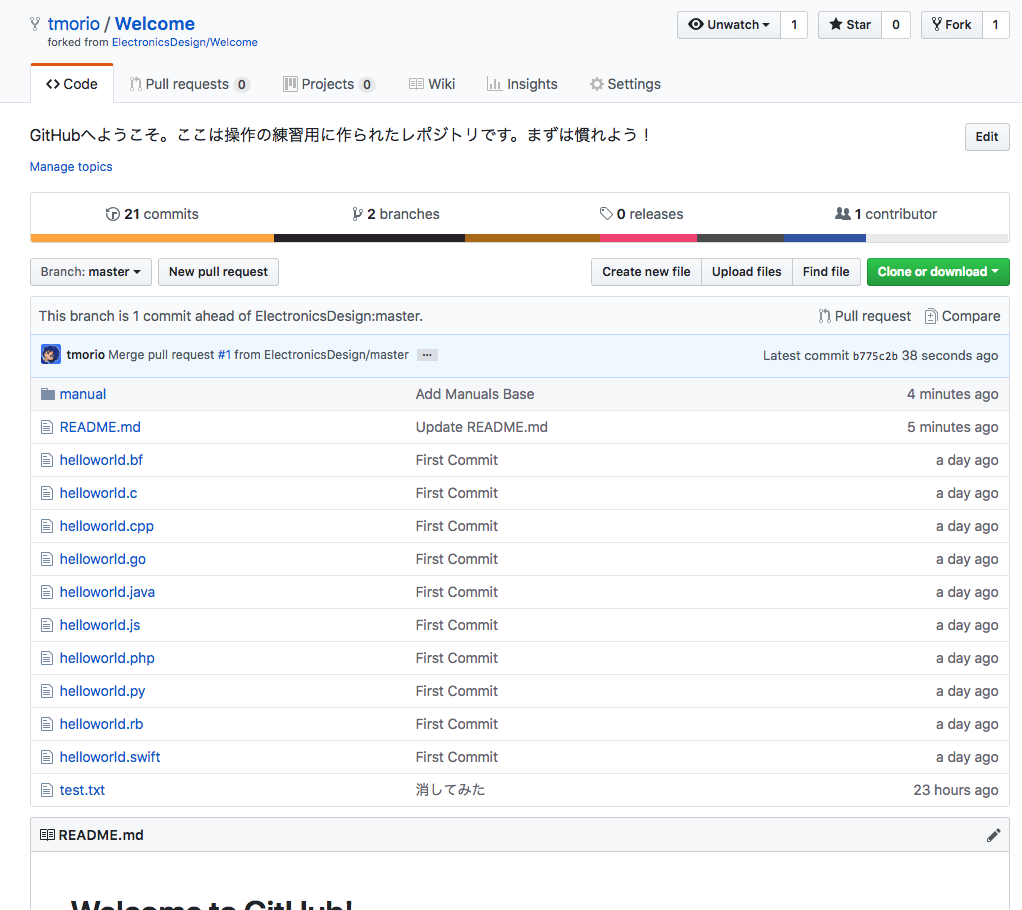 tmorio / Welcome
forked from ElectronicsDesign/Welcome
Unwatch 1 Star 0 Fork 1
Code Pull requests 0 Projects 0 Wiki Insights Settings
GitHubへようこそ。ここは操作の練習用に作られたレポジトリです。まずは慣れよう！ Edit
Manage topics
21 commits 2 branches 0 releases 1 contributor
Branch: master New pull request Create new file Upload files Find file Clone or download
This branch is 1 commit ahead of ElectronicsDesign:master. Pull request Compare
tmorio Merge pull request #1 from ElectronicsDesign/master ... Latest commit b775c2b 38 seconds ago
manual Add Manuals Base 4 minutes ago
README.md Update README.md 5 minutes ago
helloworld.bf First Commit a day ago
helloworld.c First Commit a day ago
helloworld.cpp First Commit a day ago
helloworld.go First Commit a day ago
helloworld.java First Commit a day ago
helloworld.js First Commit a day ago
helloworld.php First Commit a day ago
helloworld.py First Commit a day ago
helloworld.rb First Commit a day ago
helloworld.swift First Commit a day ago
test.txt 消してみた 23 hours ago
README.md
Welcome to GitHub!